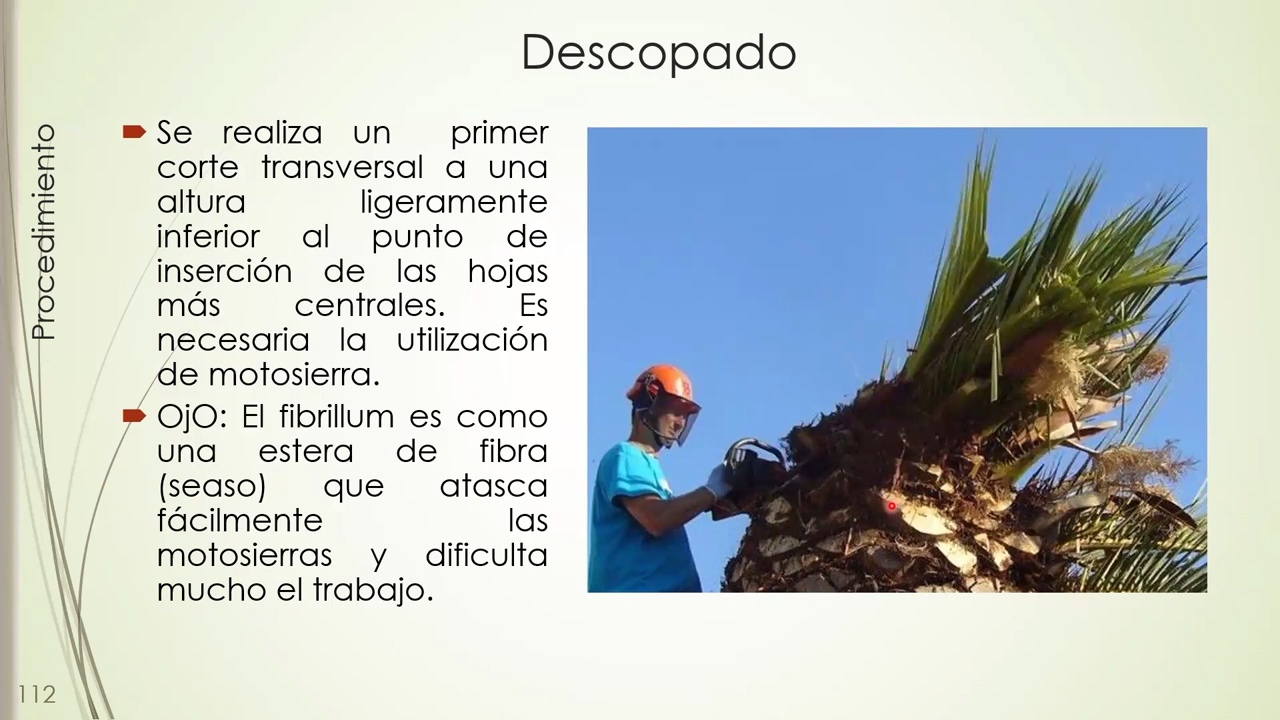 Descopado
Procedimiento
Se realiza un primer
corte transversal a una
altura ligeramente
inferior al punto de
inserción de las hojas
más centrales. Es
necesaria la utilización
de motosierra.
OjO: El fibrillum es como
una estera de fibra
(seaso) que atasca
fácilmente las
motosierras y dificulta
mucho el trabajo.
112